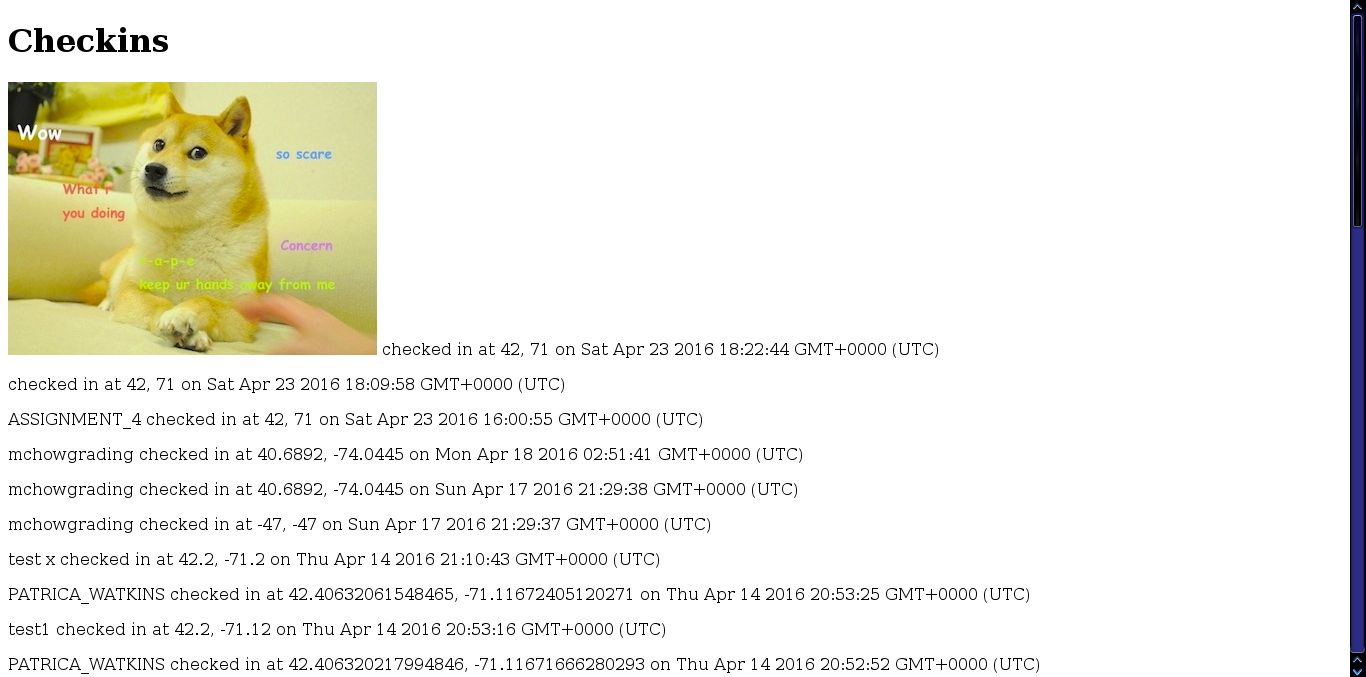 Checkins
Wow
so scare
What r
you doing
Concern
r-a-p-e
keep ur hands away from me
checked in at 42, 71 on Sat Apr 23 2016 18:22:44 GMT+0000 (UTC)
checked in at 42, 71 on Sat Apr 23 2016 18:09:58 GMT+0000 (UTC)
ASSIGNMENT_4 checked in at 42, 71 on Sat Apr 23 2016 16:00:55 GMT+0000 (UTC)
mchowgrading checked in at 40.6892, -74.0445 on Mon Apr 18 2016 02:51:41 GMT+0000 (UTC)
mchowgrading checked in at 40.6892, -74.0445 on Sun Apr 17 2016 21:29:38 GMT+0000 (UTC)
mchowgrading checked in at -47, -47 on Sun Apr 17 2016 21:29:37 GMT+0000 (UTC)
test x checked in at 42.2, -71.2 on Thu Apr 14 2016 21:10:43 GMT+0000 (UTC)
PATRICA_WATKINS checked in at 42.40632061548465, -71.11672405120271 on Thu Apr 14 2016 20:53:25 GMT+0000 (UTC)
test1 checked in at 42.2, -71.12 on Thu Apr 14 2016 20:53:16 GMT+0000 (UTC)
PATRICA_WATKINS checked in at 42.406320217994846, -71.11671666280293 on Thu Apr 14 2016 20:52:52 GMT+0000 (UTC)